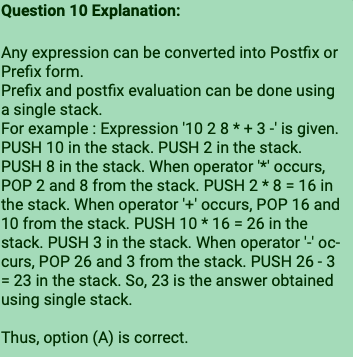 Question 10 Explanation:
Any expression can be converted into Postfix or
Prefix form.
Prefix and postfix evaluation can be done using
a single stack.
For example : Expression '10 2 8 * + 3 -' is given.
PUSH 10 in the stack. PUSH 2 in the stack.
PUSH 8 in the stack. When operator '*' occurs,
POP 2 and 8 from the stack. PUSH 2 * 8 = 16 in
the stack. When operator '+' occurs, POP 16 and
10 from the stack. PUSH 10 * 16 = 26 in the
stack. PUSH 3 in the stack. When operator '-' oc-
curs, POP 26 and 3 from the stack. PUSH 26 - 3
= 23 in the stack. So, 23 is the answer obtained
using single stack.
Thus, option (A) is correct.